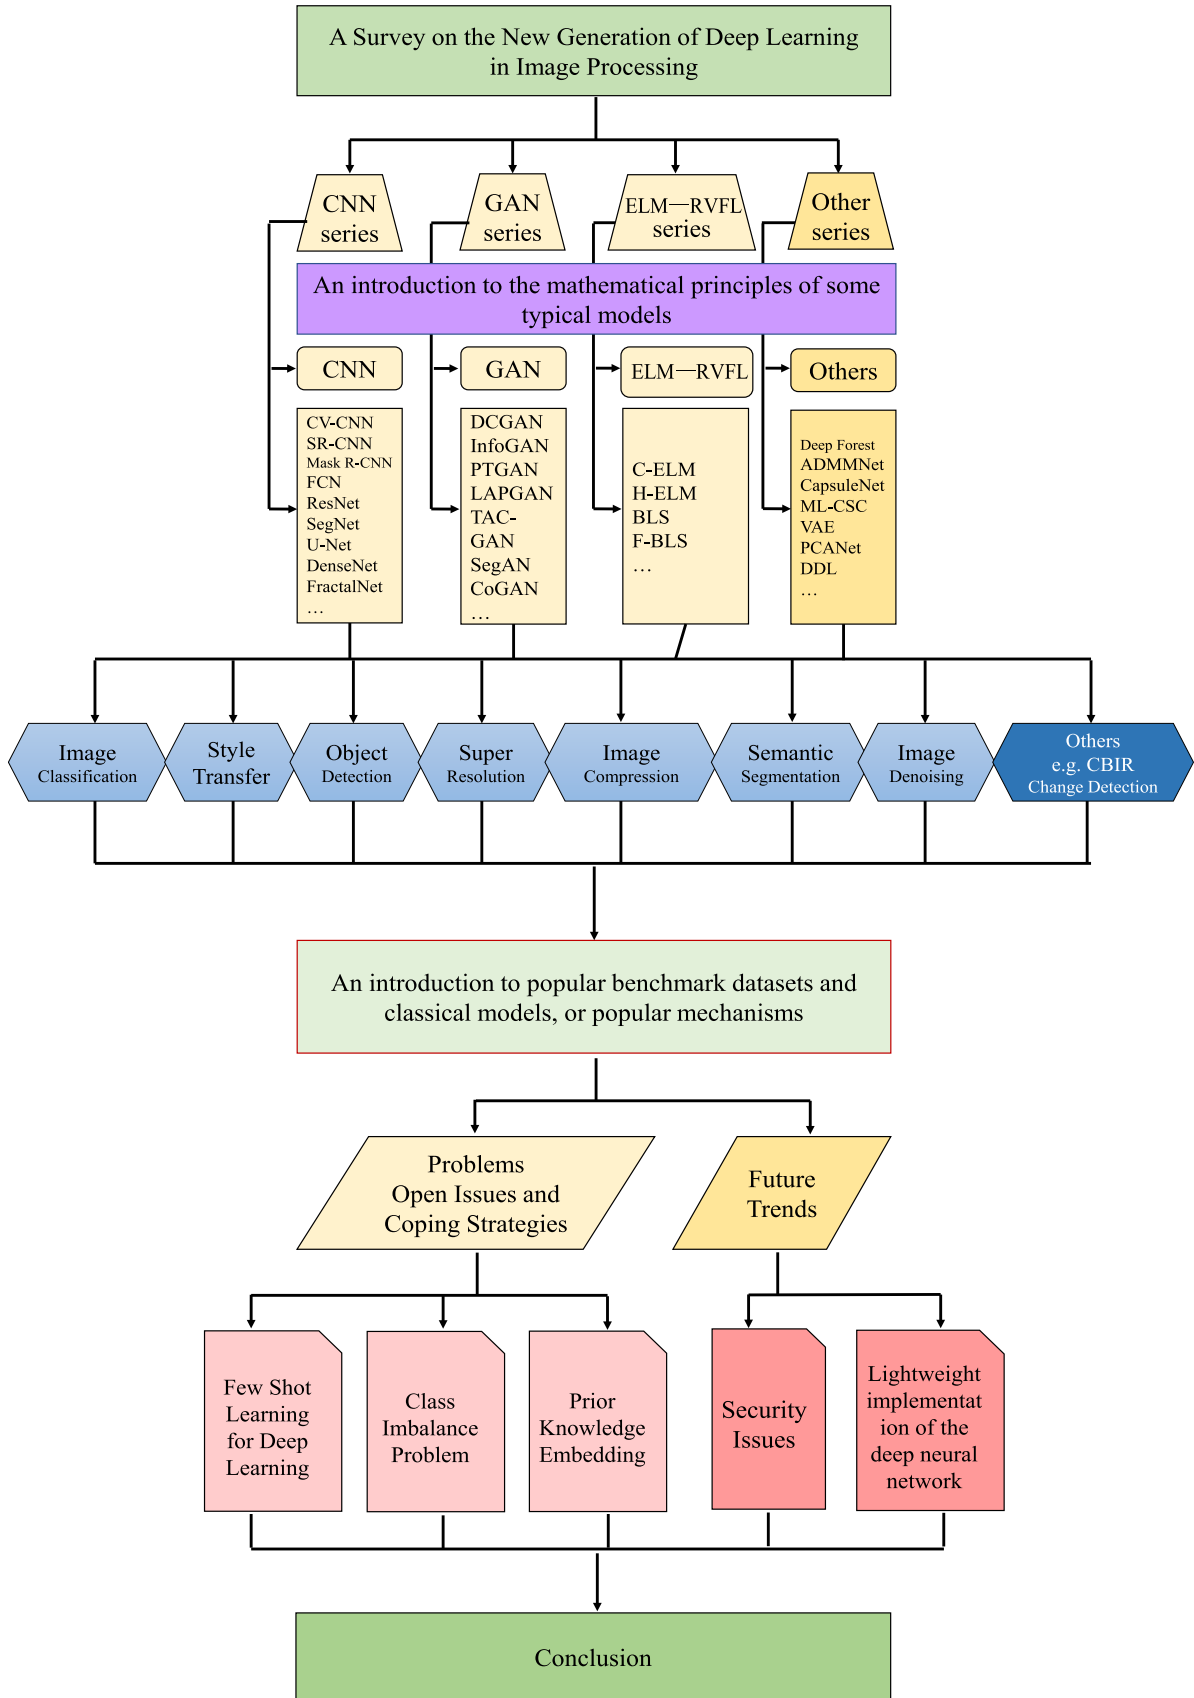 A Survey on the New Generation of Deep Learning
in Image Processing
CNN
series
GAN
series
ELM—RVFL
series
Other
series
An introduction to the mathematical principles of some
typical models
CNN
GAN
ELM—RVFL
Others
CV-CNN
SR-CNN
Mask R-CNN
FCN
ResNet
SegNet
U-Net
DenseNet
FractalNet
…
DCGAN
InfoGAN
PTGAN
LAPGAN
TAC-
GAN
SegAN
CoGAN
…
C-ELM
H-ELM
BLS
F-BLS
…
Deep Forest
ADMMNet
CapsuleNet
ML-CSC
VAE
PCANet
DDL
…
Image
Classification
Style
Transfer
Object
Detection
Super
Resolution
Image
Compression
Semantic
Segmentation
Image
Denoising
Others
e.g. CBIR
Change Detection
An introduction to popular benchmark datasets and
classical models, or popular mechanisms
Problems
Open Issues and
Coping Strategies
Future
Trends
Few Shot
Learning
for Deep
Learning
Class
Imbalance
Problem
Prior
Knowledge
Embedding
Security
Issues
Lightweight
implementat
ion of the
deep neural
network
Conclusion